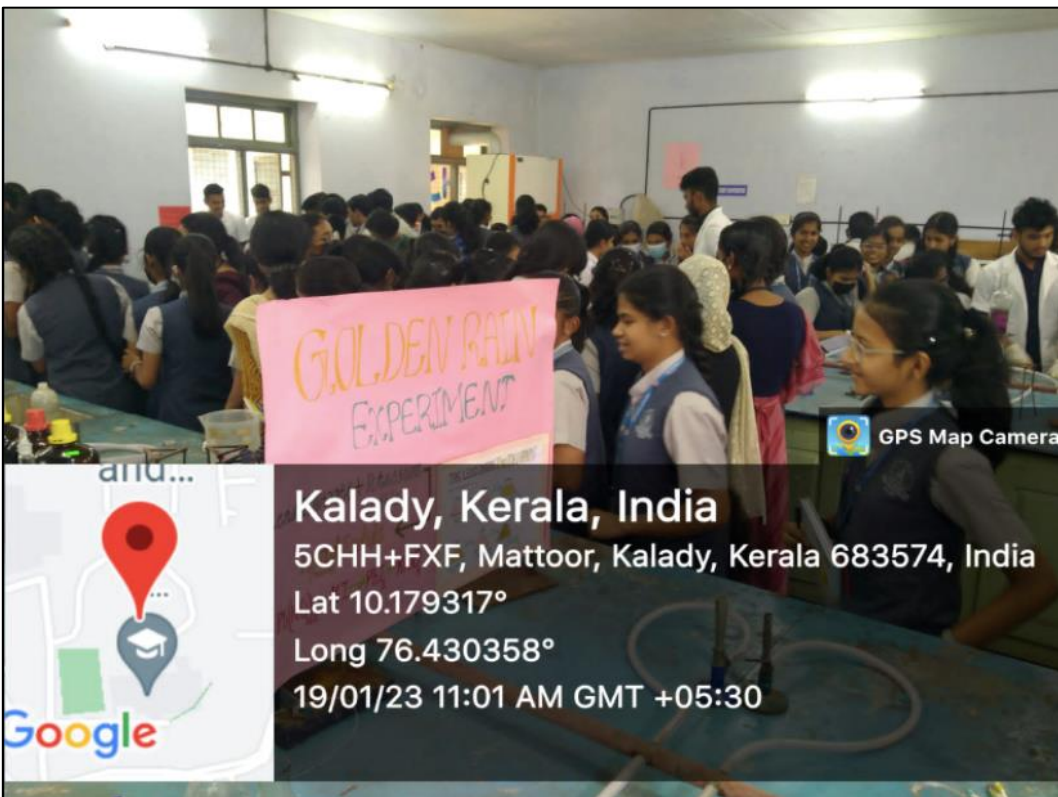 GOLDEN RAIN
EXPERIMENT
GPS Map Camera
and...
Kalady, Kerala, India
5CHH+FXF, Mattoor, Kalady, Kerala 683574, India
Lat 10.179317°
Long 76.430358°
19/01/23 11:01 AM GMT +05:30
Google